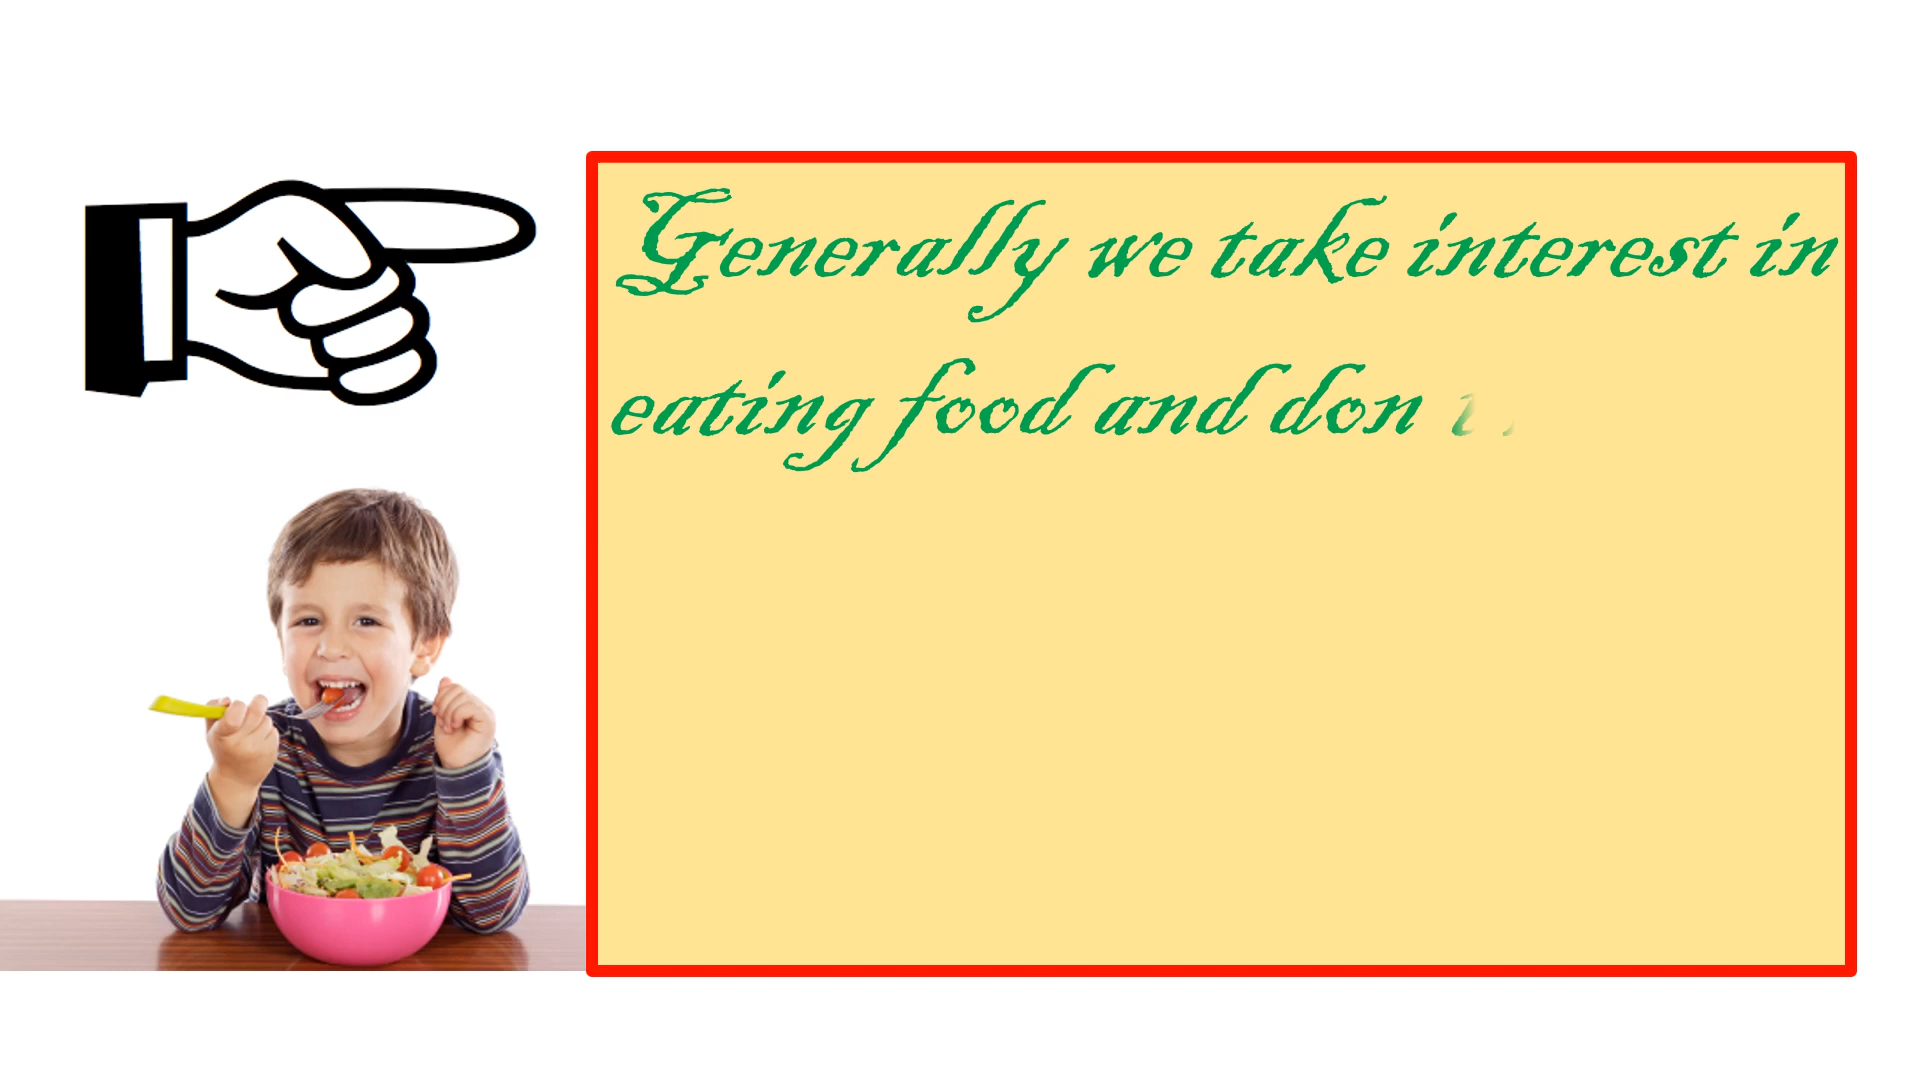 Generally we take interest in
eating food and don